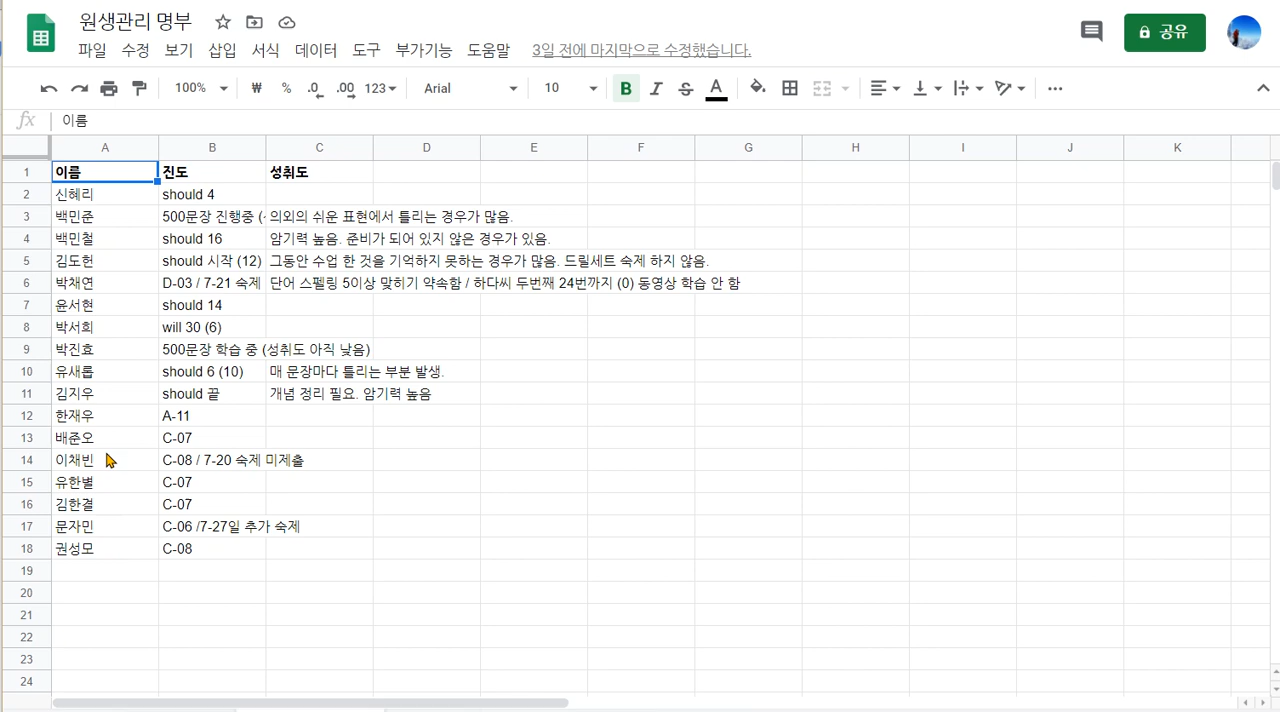 원생관리 명부
파일 수정 보기 삽입 서식 데이터 도구 부가기능 도움말 3일 전에 마지막으로 수정했습니다.
공유
100% ₩ % .0 .00 123 Arial 10 B I S A
fx 이름
A B C D E F G H I J K
1 이름 진도 성취도
2 신혜리 should 4
3 백민준 500문장 진행중 (- 의외의 쉬운 표현에서 틀리는 경우가 많음.
4 백민철 should 16 암기력 높음. 준비가 되어 있지 않은 경우가 있음.
5 김도헌 should 시작 (12) 그동안 수업 한 것을 기억하지 못하는 경우가 많음. 드릴세트 숙제 하지 않음.
6 박채연 D-03 / 7-21 숙제 단어 스펠링 5이상 맞히기 약속함 / 하다씨 두번째 24번까지 (0) 동영상 학습 안 함
7 윤서현 should 14
8 박서희 will 30 (6)
9 박진효 500문장 학습 중 (성취도 아직 낮음)
10 유새롭 should 6 (10) 매 문장마다 틀리는 부분 발생.
11 김지우 should 끝 개념 정리 필요. 암기력 높음
12 한재우 A-11
13 배준오 C-07
14 이채빈 C-08 / 7-20 숙제 미제출
15 유한별 C-07
16 김한결 C-07
17 문자민 C-06 /7-27일 추가 숙제
18 권성모 C-08
19
20
21
22
23
24